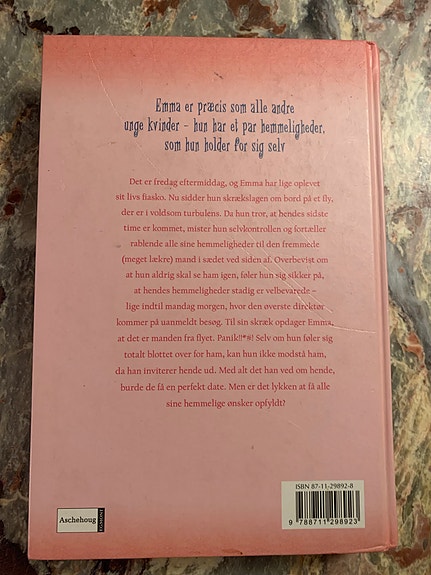 Emma er præcis som alle andre
unge kvinder – hun har et par hemmeligheder,
som hun holder for sig selv
Det er fredag eftermiddag, og Emma har lige oplevet
sit livs fiasko. Nu sidder hun skrækslagen om bord på et fly,
der er i voldsom turbulens. Da hun tror, at hendes sidste
time er kommet, mister hun selvkontrollen og fortæller
rablende alle sine hemmeligheder til den fremmede
(meget lækre) mand i sædet ved siden af. Overbevist om
at hun aldrig skal se ham igen, føler hun sig sikker på,
at hendes hemmeligheder stadig er velbevarede –
lige indtil mandag morgen, hvor den øverste direktør
kommer på uanmeldt besøg. Til sin skræk opdager Emma,
at det er manden fra flyet. Panik!!*#! Selv om hun føler sig
totalt blottet over for ham, kan hun ikke modstå ham,
da han inviterer hende ud. Med alt det han ved om hende,
burde de få en perfekt date. Men er det lykken at få alle
sine hemmelige ønsker opfyldt?
ISBN 87-11-29892-8
9 788711 298923
Aschehoug
EGMONT